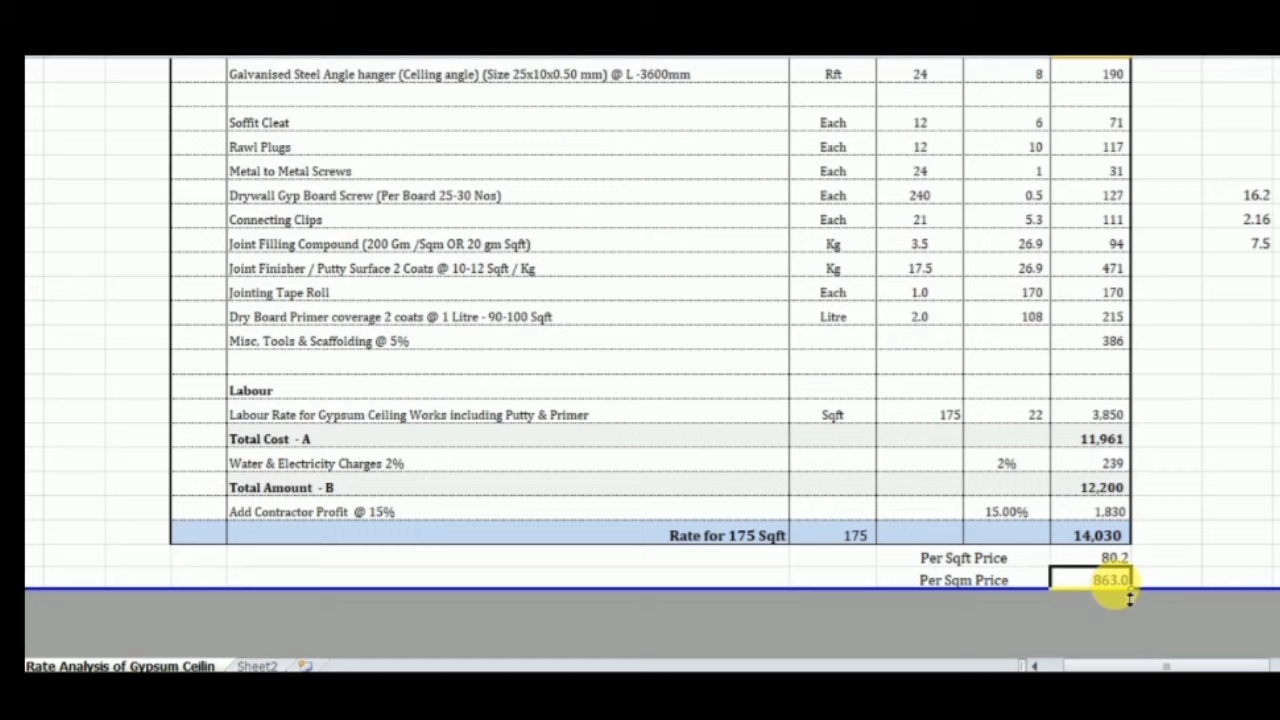 Galvanised Steel Angle hanger (Celling angle) (Size 25x10x0.50 mm) @ L -3600mm Rft 24 8 190
Soffit Cleat Each 12 6 71
Rawl Plugs Each 12 10 117
Metal to Metal Screws Each 24 1 31
Drywall Gyp Board Screw (Per Board 25-30 Nos) Each 240 0.5 127 16.2
Connecting Clips Each 21 5.3 111 2.16
Joint Filling Compound (200 Gm /Sqm OR 20 gm Sqft) Kg 3.5 26.9 94 7.5
Joint Finisher / Putty Surface 2 Coats @ 10-12 Sqft / Kg Kg 17.5 26.9 471
Jointing Tape Roll Each 1.0 170 170
Dry Board Primer coverage 2 coats @ 1 Litre - 90-100 Sqft Litre 2.0 108 215
Misc, Tools & Scaffolding @ 5% 386
Labour
Labour Rate for Gypsum Ceiling Works including Putty & Primer Sqft 175 22 3,850
Total Cost - A 11,961
Water & Electricity Charges 2% 2% 239
Total Amount - B 12,200
Add Contractor Profit @ 15% 15.00% 1,830
Rate for 175 Sqft 175 14,030
Per Sqft Price 80.2
Per Sqm Price 863.0
Rate Analysis of Gypsum Ceilin Sheet2